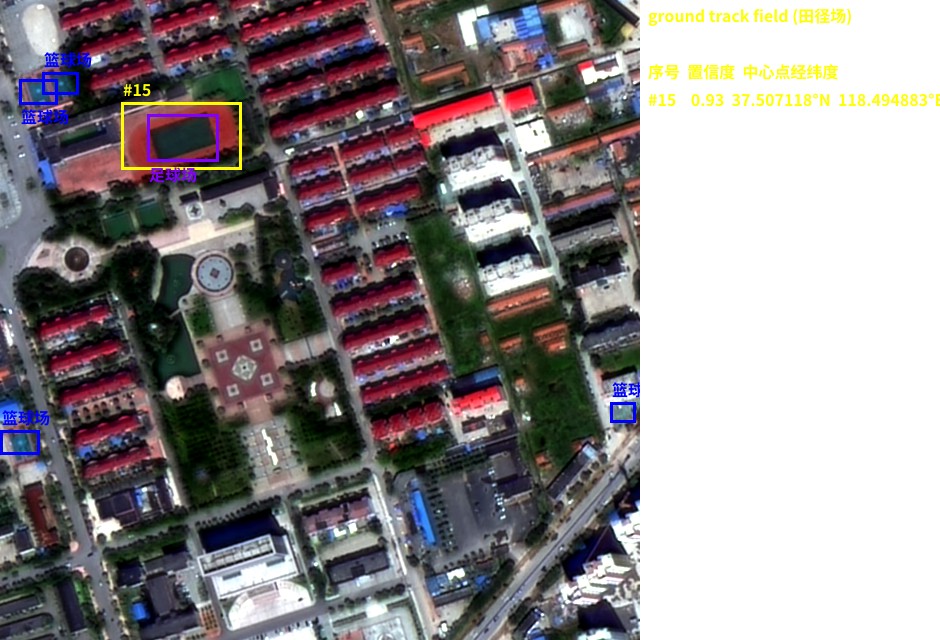 ground track field (田径场)
序号 置信度 中心点经纬度
#15 0.93 37.507118°N 118.494883°E
篮球场
#15
篮球场
足球场
篮球
篮球场